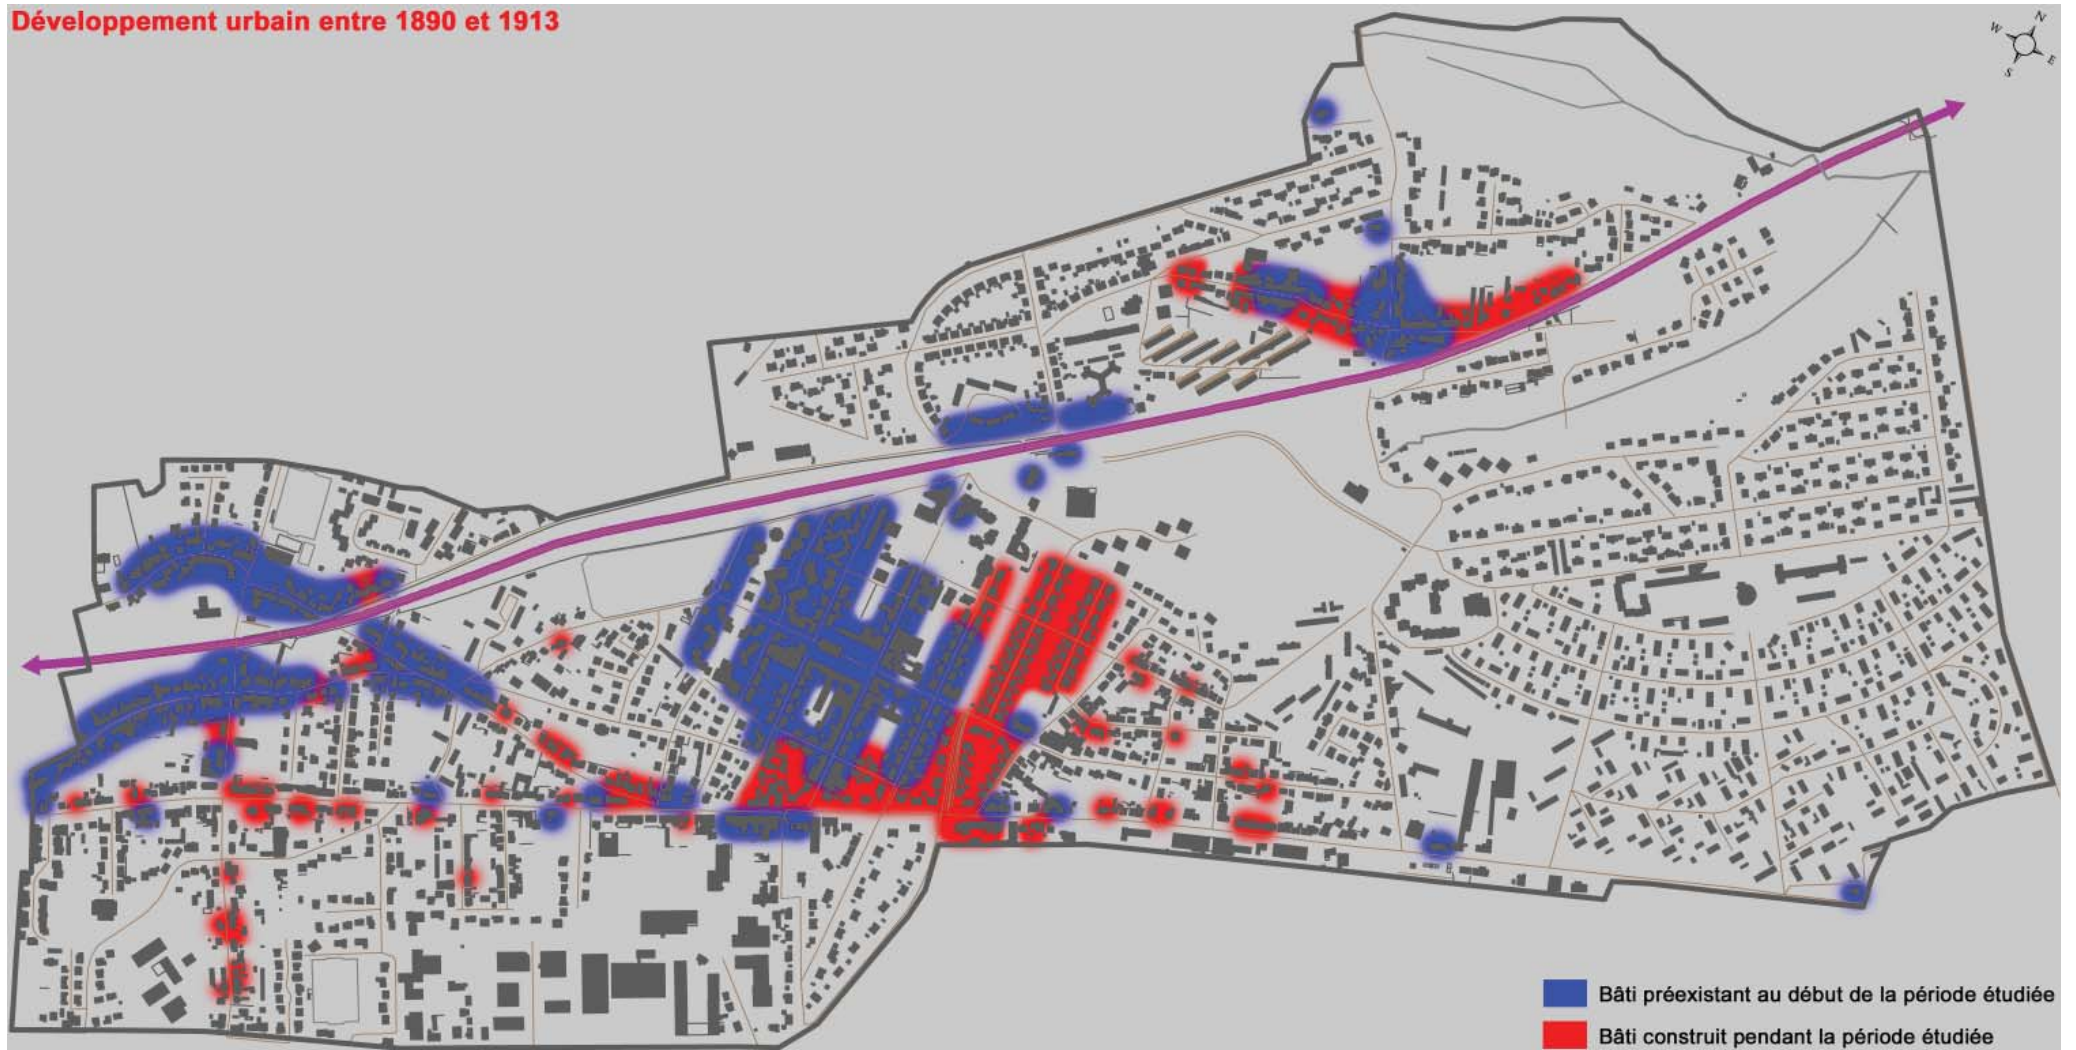 Développement urbain entre 1890 et 1913
N
W
E
S
Bâti préexistant au début de la période étudiée
Bâti construit pendant la période étudiée